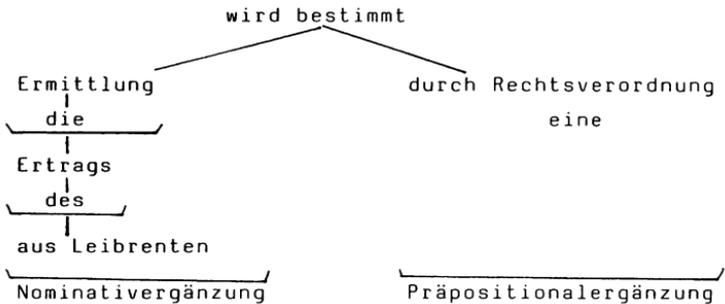 wird bestimmt
Ermittlung durch Rechtsverordnung
die eine
Ertrags
des
aus Leibrenten
Nominativergänzung Präpositionalergänzung